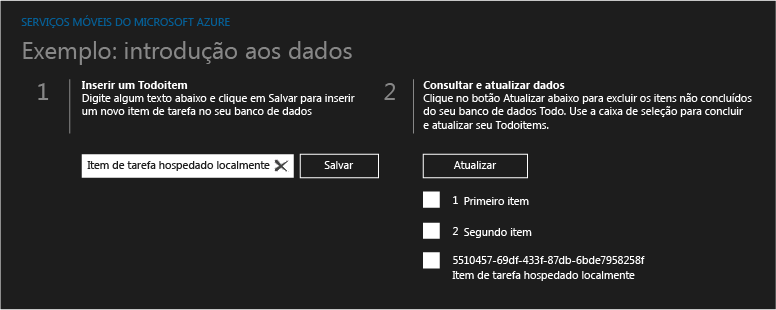 SERVIÇOS MÓVEIS DO MICROSOFT AZURE
Exemplo: introdução aos dados
1
Inserir um Todoitem
Digite algum texto abaixo e clique em Salvar para inserir
um novo item de tarefa no seu banco de dados
Item de tarefa hospedado localmente
Salvar
2
Consultar e atualizar dados
Clique no botão Atualizar abaixo para excluir os itens não concluídos
do seu banco de dados Todo. Use a caixa de seleção para concluir
e atualizar seu Todoitems.
Atualizar
1 Primeiro item
2 Segundo item
5510457-69df-433f-87db-6bde7958258f
Item de tarefa hospedado localmente